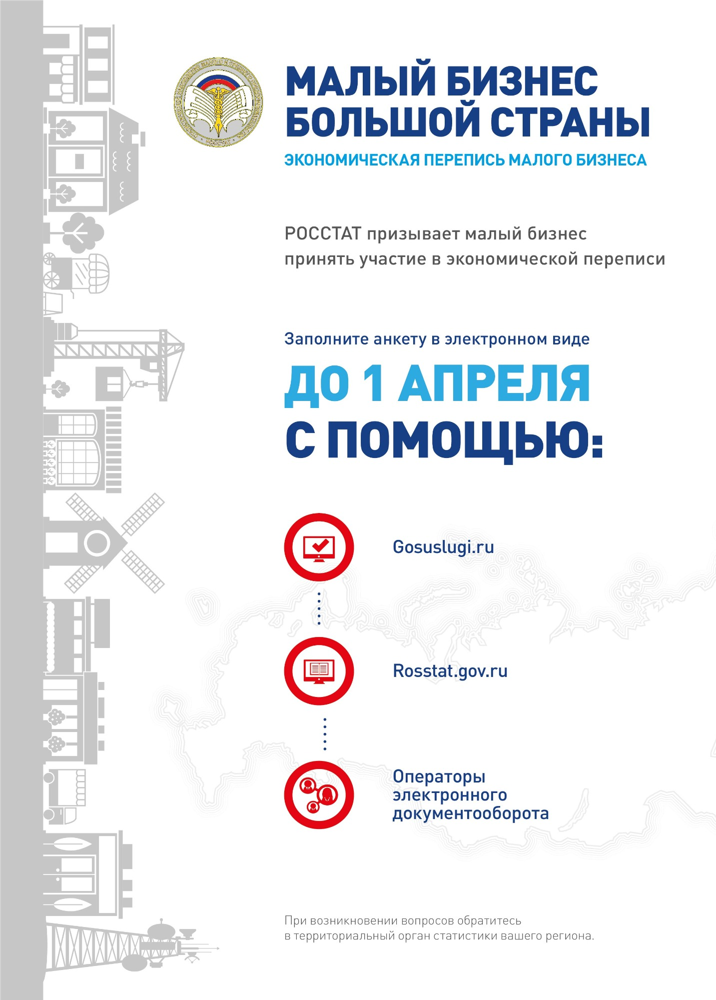 МАЛЫЙ БИЗНЕС
БОЛЬШОЙ СТРАНЫ
ЭКОНОМИЧЕСКАЯ ПЕРЕПИСЬ МАЛОГО БИЗНЕСА
РОССТАТ призывает малый бизнес
принять участие в экономической переписи
Заполните анкету в электронном виде
ДО 1 АПРЕЛЯ
С ПОМОЩЬЮ:
Gosuslugi.ru
Rosstat.gov.ru
Операторы
электронного
документооборота
При возникновении вопросов обратитесь
в территориальный орган статистики вашего региона.